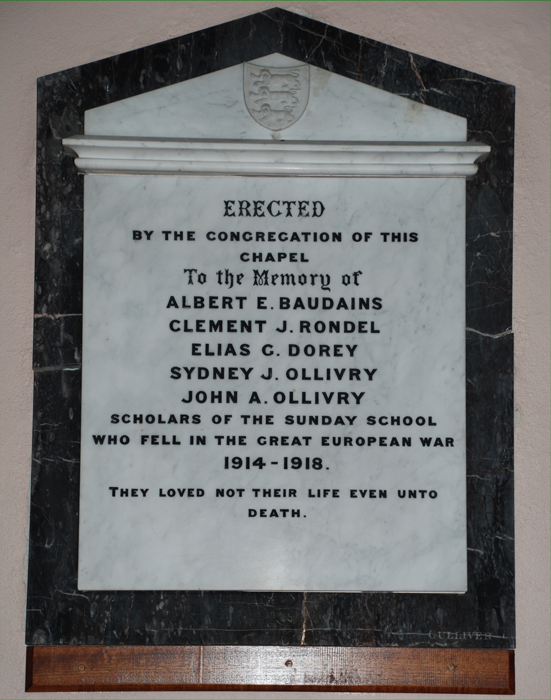 ERECTED
BY THE CONGREGATION OF THIS
CHAPEL
To the Memory of
ALBERT E. BAUDAINS
CLEMENT J. RONDEL
ELIAS G. DOREY
SYDNEY J. OLLIVRY
JOHN A. OLLIVRY
SCHOLARS OF THE SUNDAY SCHOOL
WHO FELL IN THE GREAT EUROPEAN WAR
1914-1918.
THEY LOVED NOT THEIR LIFE EVEN UNTO
DEATH.
GULLIVER